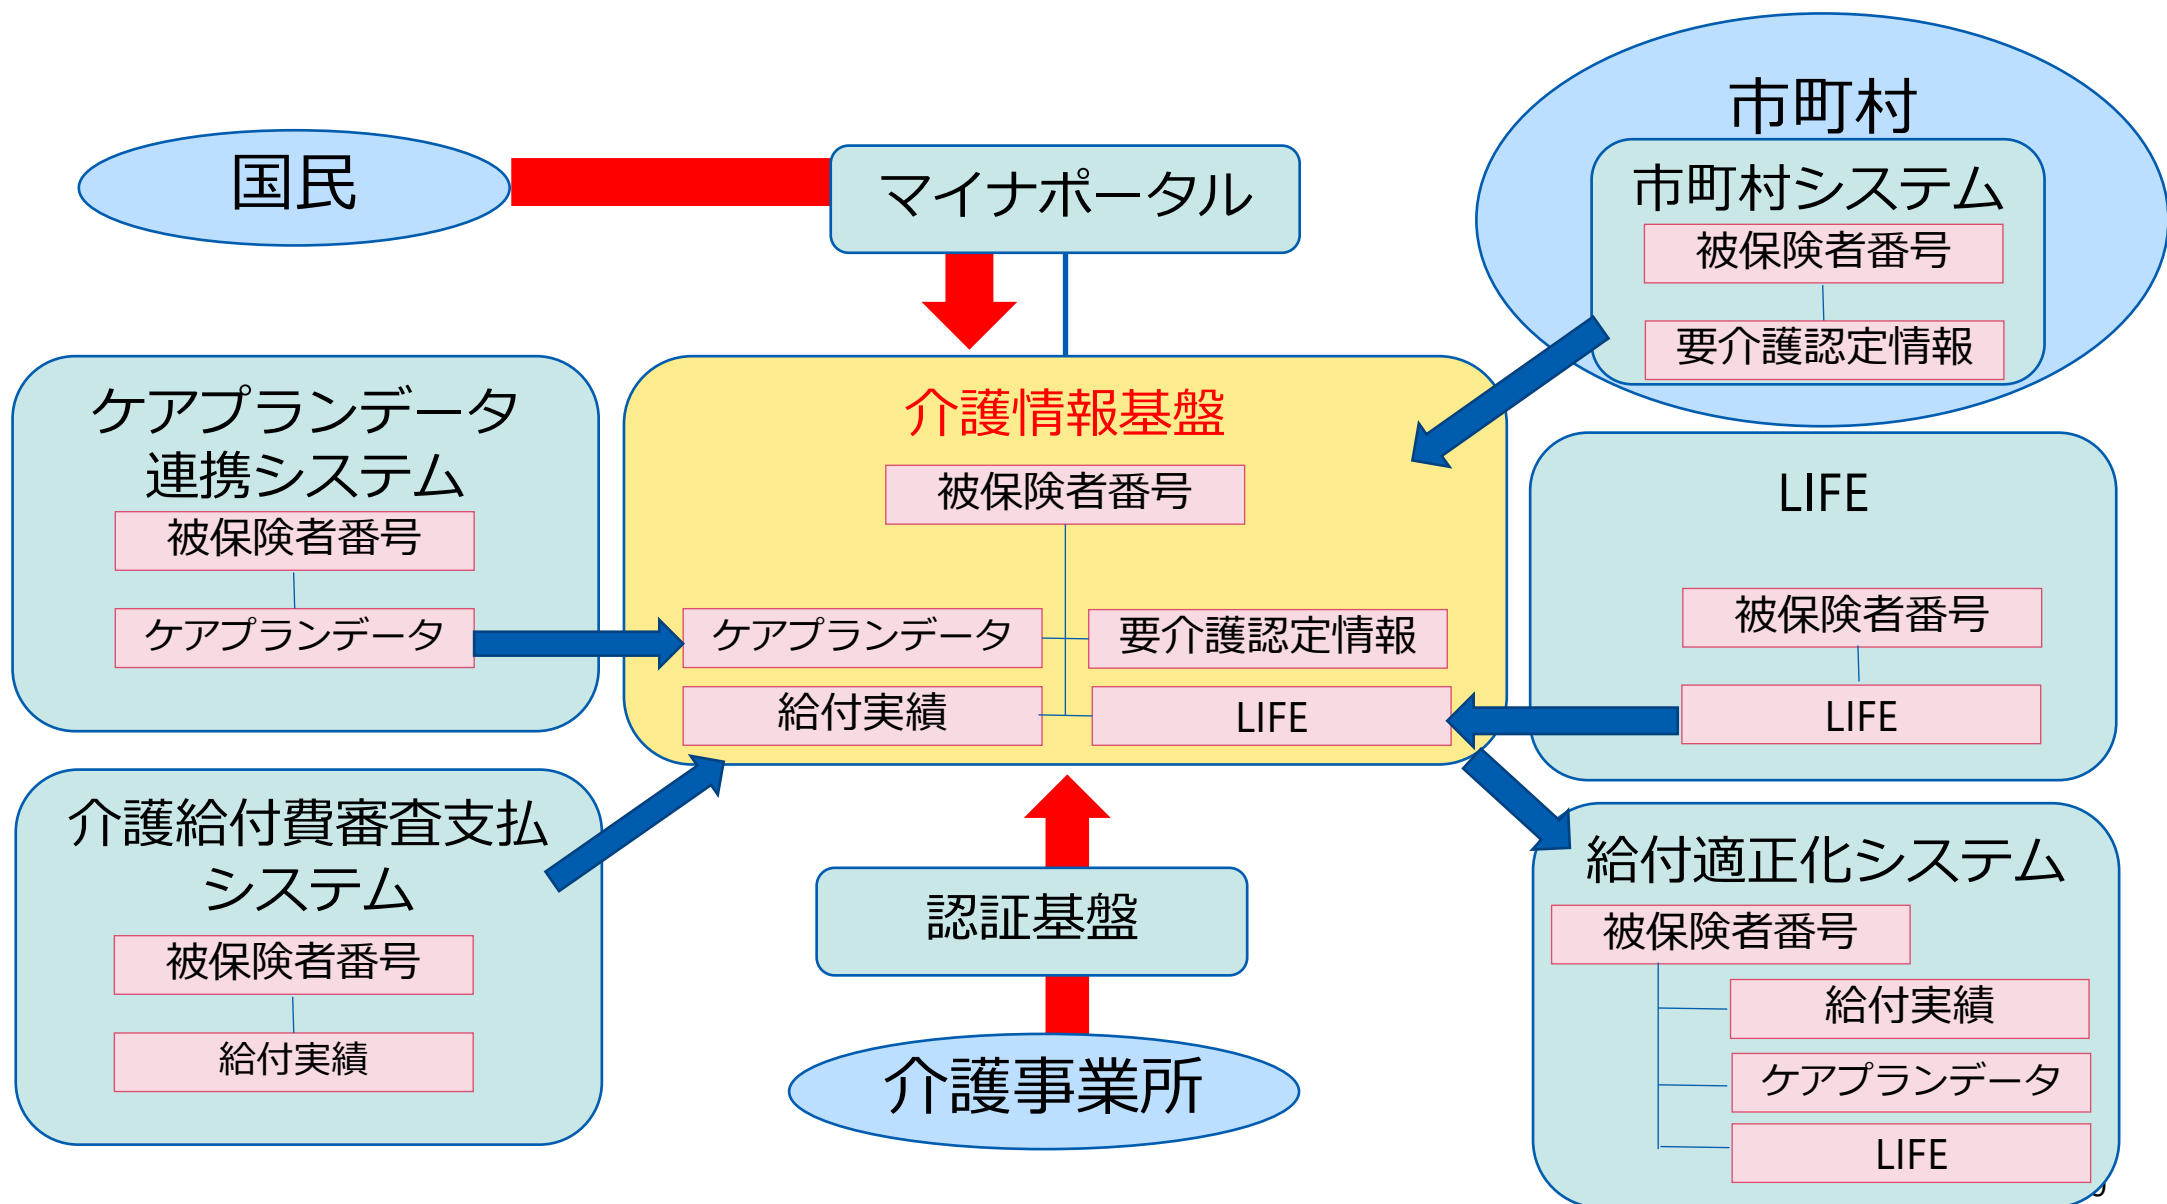 国民
マイナポータル
市町村
市町村システム
被保険者番号
要介護認定情報
ケアプランデータ
連携システム
被保険者番号
ケアプランデータ
介護情報基盤
被保険者番号
ケアプランデータ
要介護認定情報
給付実績
LIFE
LIFE
被保険者番号
LIFE
介護給付費審査支払
システム
被保険者番号
給付実績
認証基盤
介護事業所
給付適正化システム
被保険者番号
給付実績
ケアプランデータ
LIFE